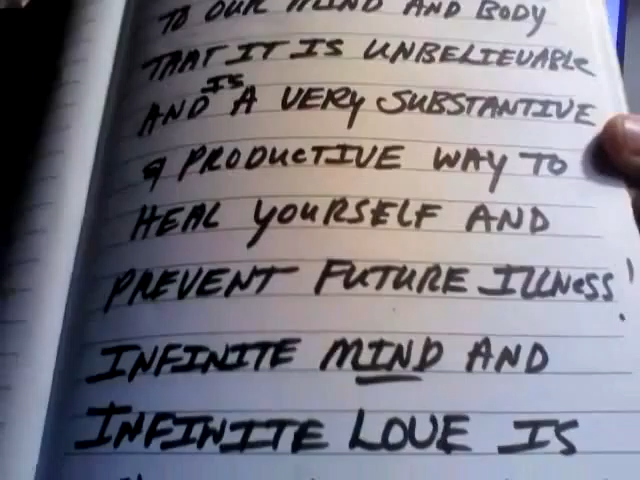 TO OUR MIND AND BODY
THAT IT IS UNBELIEVABLE
IS
AND A VERY SUBSTANTIVE
& PRODUCTIVE WAY TO
HEAL YOURSELF AND
PREVENT FUTURE ILLNESS!
INFINITE MIND AND
INFINITE LOVE IS